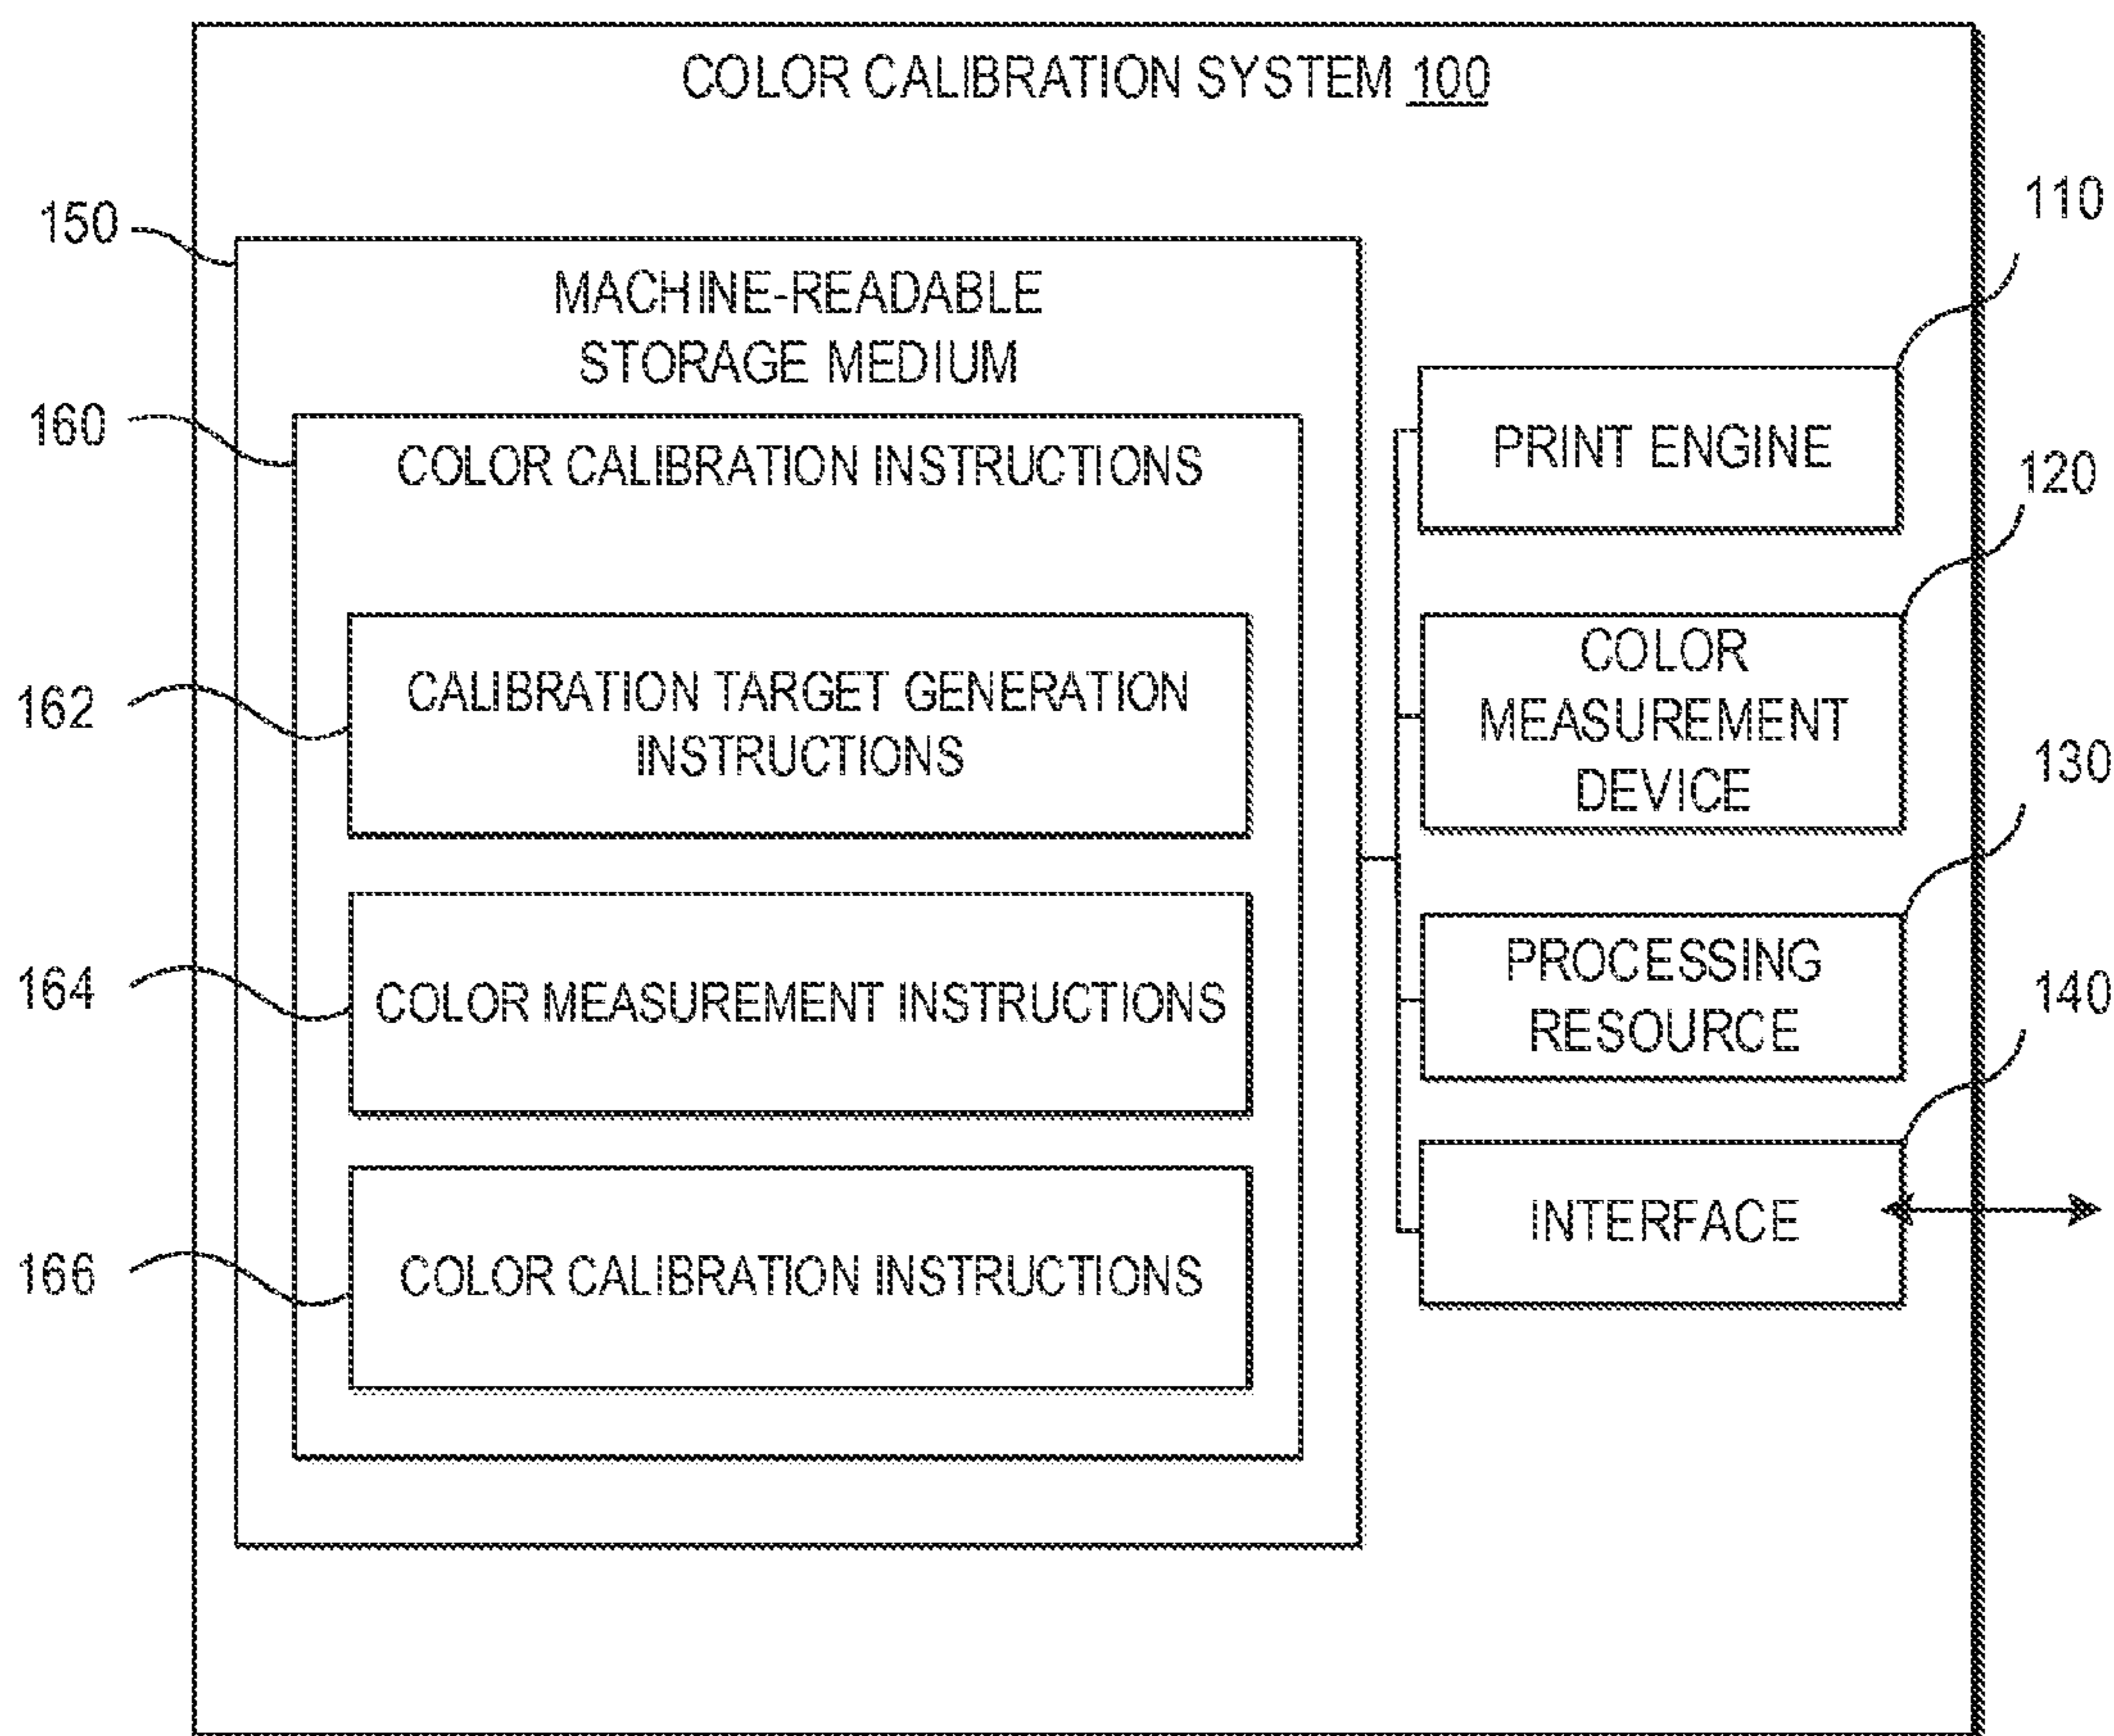 COLOR CALIBRATION SYSTEM 100
150
MACHINE-READABLE
STORAGE MEDIUM
160
COLOR CALIBRATION INSTRUCTIONS
162
CALIBRATION TARGET GENERATION
INSTRUCTIONS
164
COLOR MEASUREMENT INSTRUCTIONS
166
COLOR CALIBRATION INSTRUCTIONS
110
PRINT ENGINE
120
COLOR
MEASUREMENT
DEVICE
130
PROCESSING
RESOURCE
140
INTERFACE